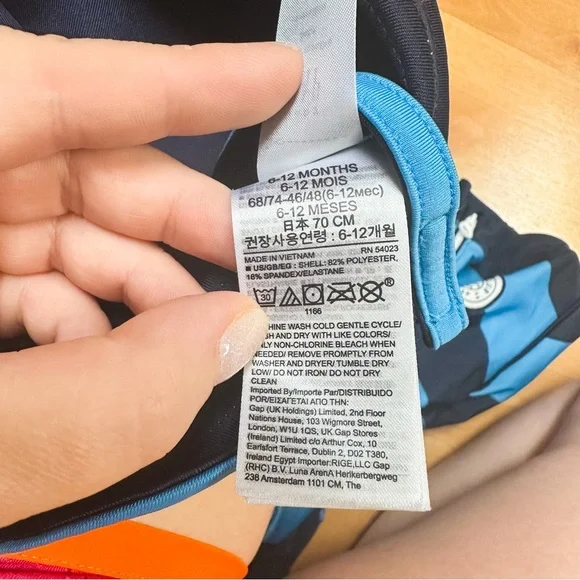 6-12 MONTHS
6-12 MOIS
68/74-46/48(6-12мес)
6-12 MESES
日本 70 CM
권장사용연령 : 6-12개월
MADE IN VIETNAM RN 54023
■ US/GB/EG : SHELL: 82% POLYESTER,
18% SPANDEX/ELASTANE
30 ®
1166
WASH COLD GENTLE CYCLE/
AND DRY WITH LIKE COLORS/
ONLY NON-CHLORINE BLEACH WHEN
NEEDED/ REMOVE PROMPTLY FROM
WASHER AND DRYER/ TUMBLE DRY
LOW/ DO NOT IRON/ DO NOT DRY
CLEAN
Imported By/Importe Par/DISTRIBUIDO
POR/ΕΙΣΑΓΕΤΑΙ ΑΠΟ ΤΗΝ:
Gap (UK Holdings) Limited, 2nd Floor
Notting Hill, 103 Wigmore Street,
London, W1U 1QS, UK Gap Stores
(Ireland) Limited c/o Arthur Cox, 10
Earlsfort Terrace, Dublin 2, D02 T380,
Ireland Egypt Importer:RIGE,LLC Gap
(RHC) B.V. Luna ArenA Herikerbergweg
238 Amsterdam 1101 CM, The